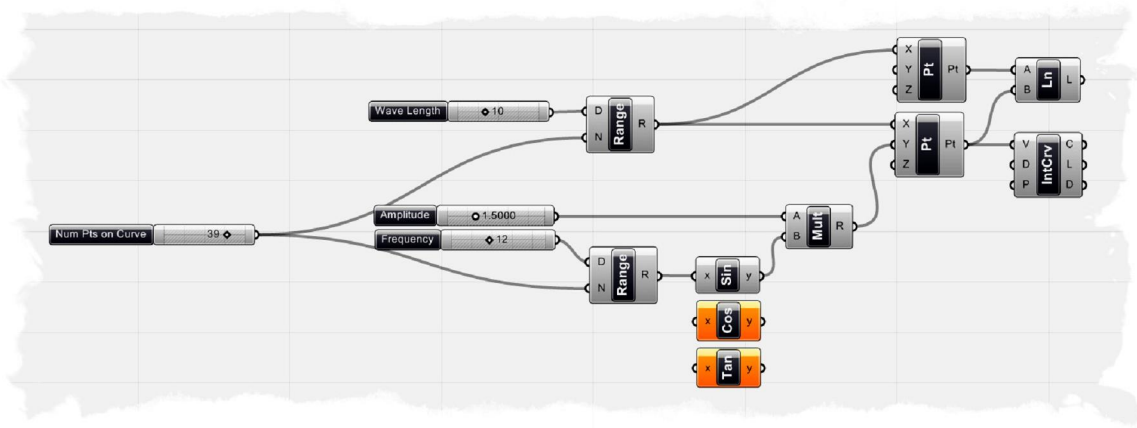 X
Y
Z
Pt
Pt
A
B
Ln
L
Wave Length
10
D
N
Range
R
X
Y
Z
Pt
Pt
V
D
P
IntCrv
C
L
D
Amplitude
1.5000
A
B
Mult
R
Num Pts on Curve
39
Frequency
12
D
N
Range
R
x
Sin
y
x
Cos
y
x
Tan
y